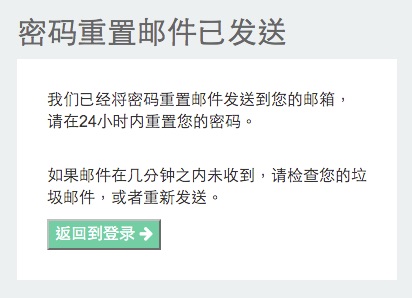 密码重置邮件已发送
我们已经将密码重置邮件发送到您的邮箱，
请在24小时内重置您的密码。
如果邮件在几分钟之内未收到，请检查您的垃
圾邮件，或者重新发送。
返回到登录 →